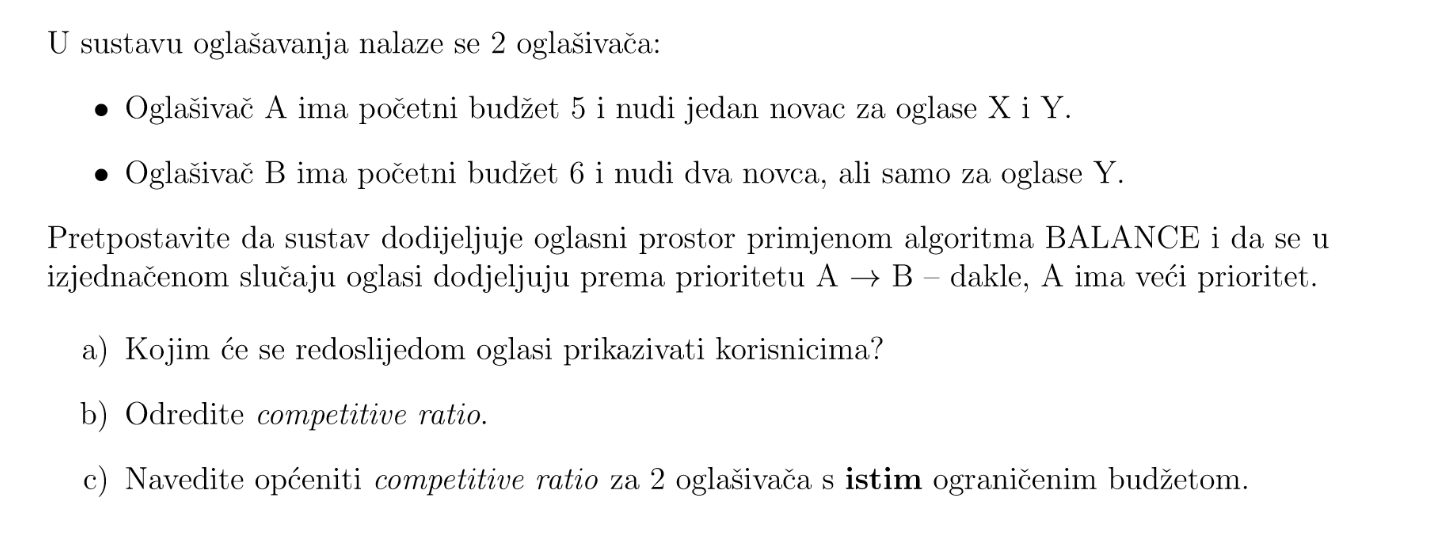 U sustavu oglašavanja nalaze se 2 oglašivača:
• Oglašivač A ima početni budžet 5 i nudi jedan novac za oglase X i Y.
• Oglašivač B ima početni budžet 6 i nudi dva novca, ali samo za oglase Y.
Pretpostavite da sustav dodijeljuje oglasni prostor primjenom algoritma BALANCE i da se u
izjednačenom slučaju oglasi dodjeljuju prema prioritetu A → B – dakle, A ima veći prioritet.
a) Kojim će se redoslijedom oglasi prikazivati korisnicima?
b) Odredite competitive ratio.
c) Navedite općeniti competitive ratio za 2 oglašivača s istim ograničenim budžetom.